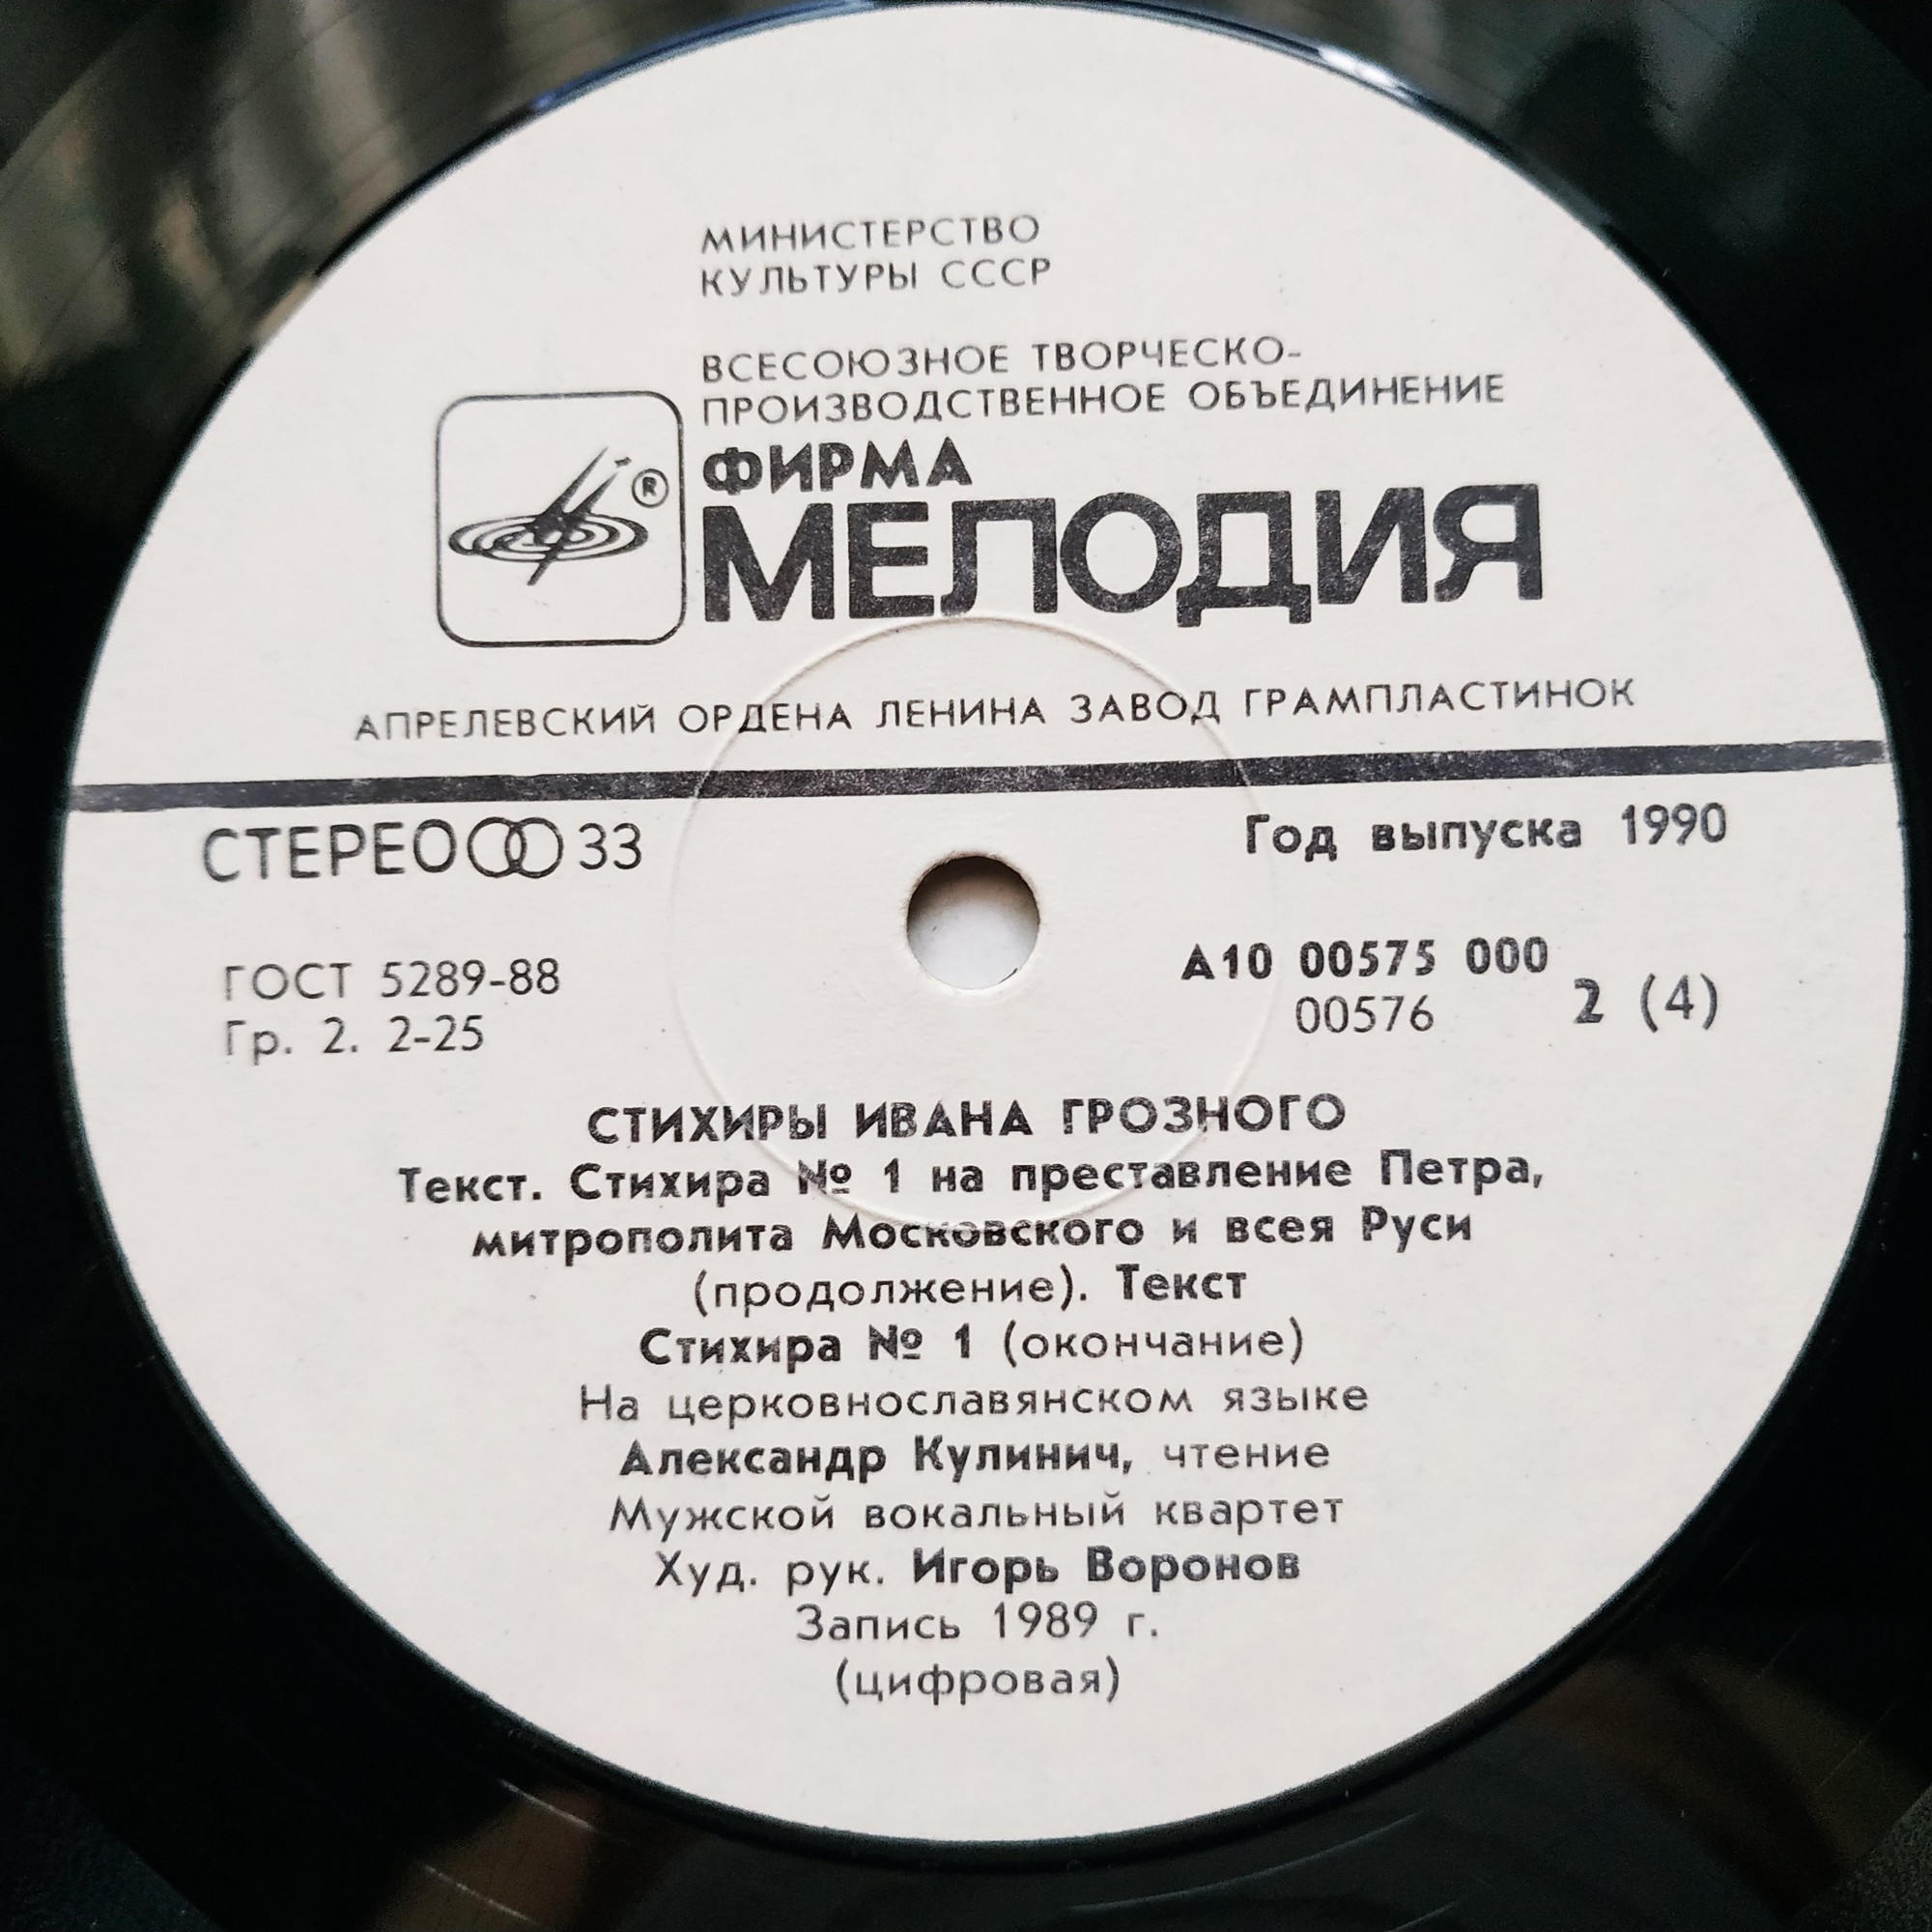 МИНИСТЕРСТВО
КУЛЬТУРЫ СССР
ВСЕСОЮЗНОЕ ТВОРЧЕСКО-
ПРОИЗВОДСТВЕННОЕ ОБЪЕДИНЕНИЕ
®
ФИРМА
МЕЛОДИЯ
АПРЕЛЕВСКИЙ ОРДЕНА ЛЕНИНА ЗАВОД ГРАМПЛАСТИНОК
СТЕРЕО 33
Год выпуска 1990
ГОСТ 5289-88
Гр. 2. 2-25
А10 00575 000
00576
2 (4)
СТИХИРЫ ИВАНА ГРОЗНОГО
Текст. Стихира № 1 на преставление Петра,
митрополита Московского и всея Руси
(продолжение). Текст
Стихира № 1 (окончание)
На церковнославянском языке
Александр Кулинич, чтение
Мужской вокальный квартет
Худ. рук. Игорь Воронов
Запись 1989 г.
(цифровая)